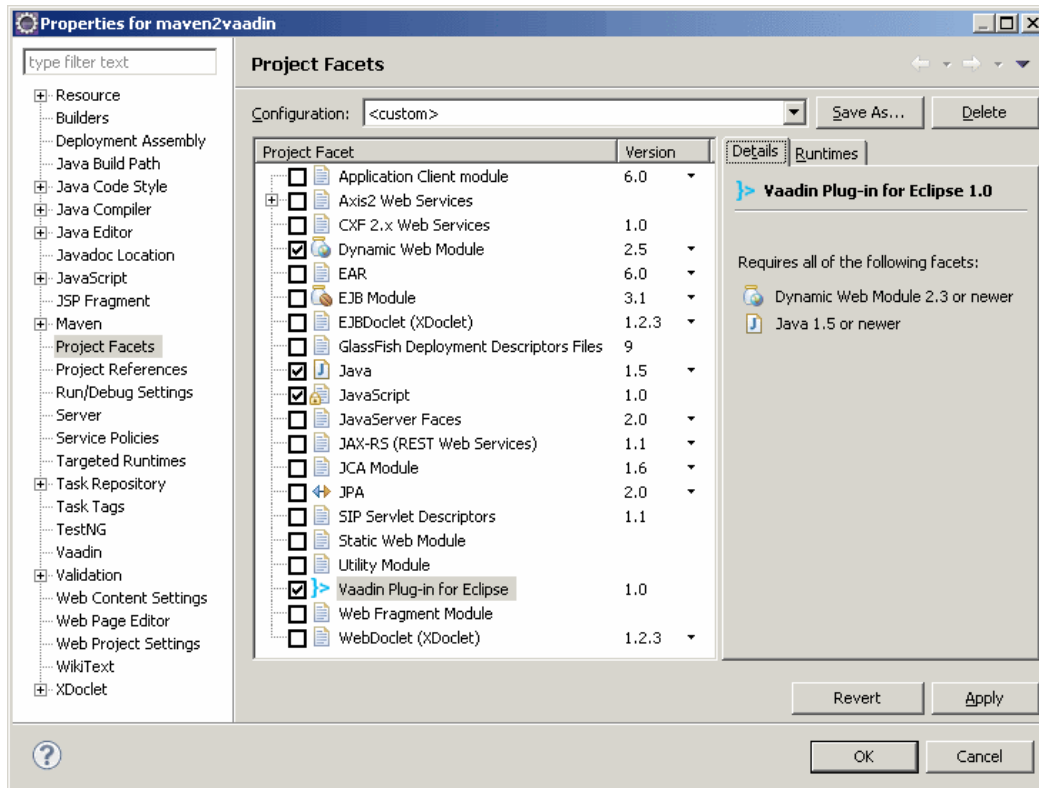 Properties for maven2vaadin
type filter text
Resource
Builders
Deployment Assembly
Java Build Path
Java Code Style
Java Compiler
Java Editor
Javadoc Location
JavaScript
JSP Fragment
Maven
Project Facets
Project References
Run/Debug Settings
Server
Service Policies
Targeted Runtimes
Task Repository
Task Tags
TestNG
Vaadin
Validation
Web Content Settings
Web Page Editor
Web Project Settings
WikiText
XDoclet
Project Facets
Configuration: <custom> Save As... Delete
Project Facet Version
Application Client module 6.0
Axis2 Web Services
CXF 2.x Web Services 1.0
Dynamic Web Module 2.5
EAR 6.0
EJB Module 3.1
EJBDoclet (XDoclet) 1.2.3
GlassFish Deployment Descriptors Files 9
Java 1.5
JavaScript 1.0
JavaServer Faces 2.0
JAX-RS (REST Web Services) 1.1
JCA Module 1.6
JPA 2.0
SIP Servlet Descriptors 1.1
Static Web Module
Utility Module
Vaadin Plug-in for Eclipse 1.0
Web Fragment Module
WebDoclet (XDoclet) 1.2.3
Details Runtimes
Vaadin Plug-in for Eclipse 1.0
Requires all of the following facets:
Dynamic Web Module 2.3 or newer
Java 1.5 or newer
Revert Apply
? OK Cancel